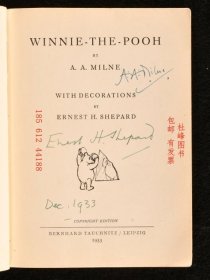 WINNIE-THE-POOH
BY
A. A. MILNE
A.A. Milne.
WITH DECORATIONS
BY
ERNEST H. SHEPARD
Ernest H Shepard
Dec. 1933
COPYRIGHT EDITION
BERNHARD TAUCHNITZ / LEIPZIG
1933
185 612 44188
杜峰图书
包邮 有发票